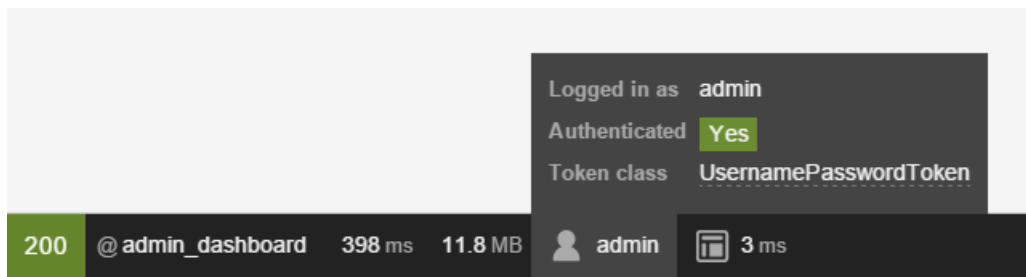 Logged in as admin
Authenticated Yes
Token class UsernamePasswordToken
200 @ admin_dashboard 398 ms 11.8 MB admin 3 ms